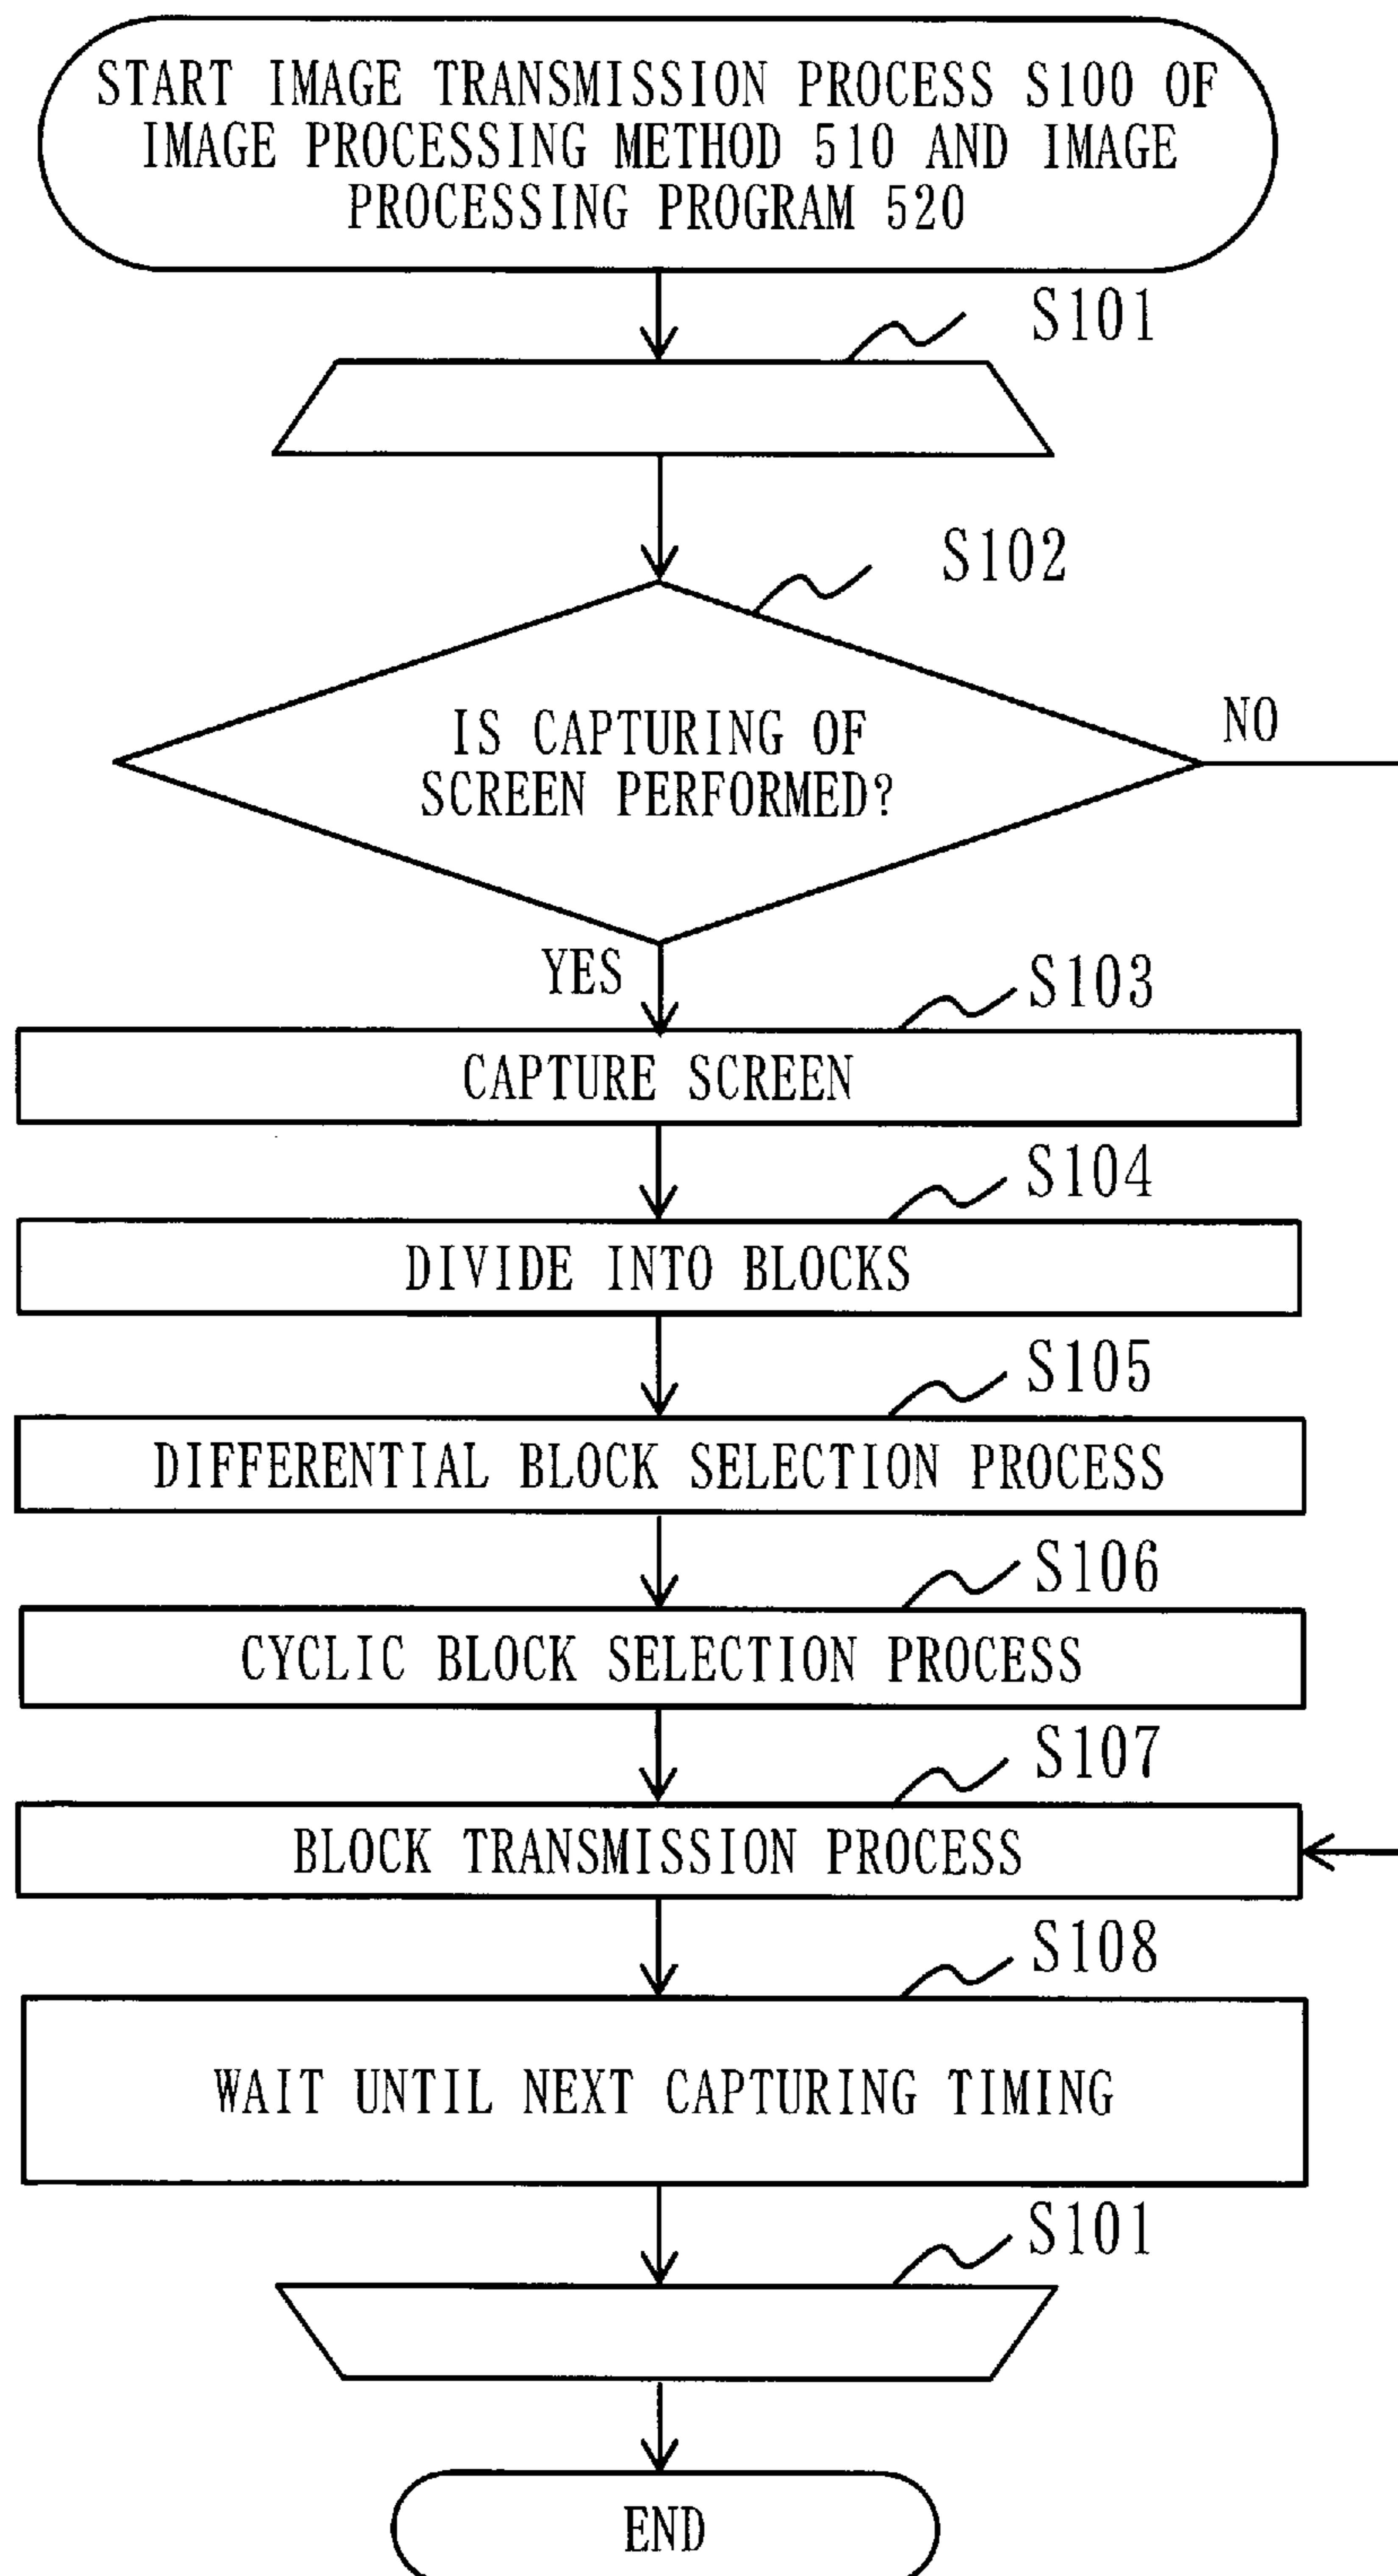 START IMAGE TRANSMISSION PROCESS S100 OF
IMAGE PROCESSING METHOD 510 AND IMAGE
PROCESSING PROGRAM 520
S101
S102
IS CAPTURING OF
SCREEN PERFORMED?
NO
YES
S103
CAPTURE SCREEN
S104
DIVIDE INTO BLOCKS
S105
DIFFERENTIAL BLOCK SELECTION PROCESS
S106
CYCLIC BLOCK SELECTION PROCESS
S107
BLOCK TRANSMISSION PROCESS
S108
WAIT UNTIL NEXT CAPTURING TIMING
S101
END